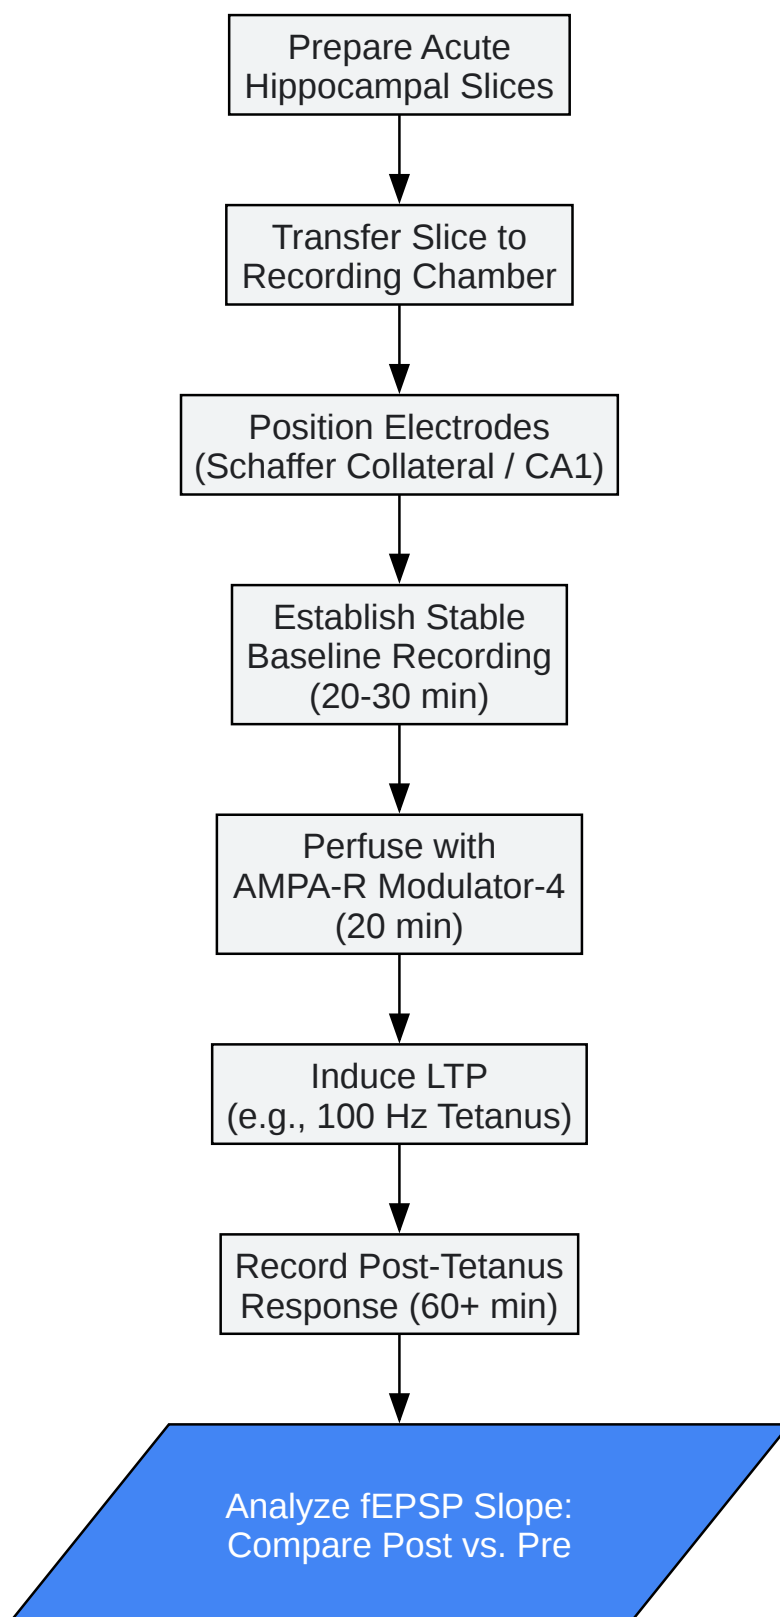 Prepare Acute
Hippocampal Slices
Transfer Slice to
Recording Chamber
Position Electrodes
(Schaffer Collateral / CA1)
Establish Stable
Baseline Recording
(20-30 min)
Perfuse with
AMPA-R Modulator-4
(20 min)
Induce LTP
(e.g., 100 Hz Tetanus)
Record Post-Tetanus
Response (60+ min)
Analyze fEPSP Slope:
Compare Post vs. Pre